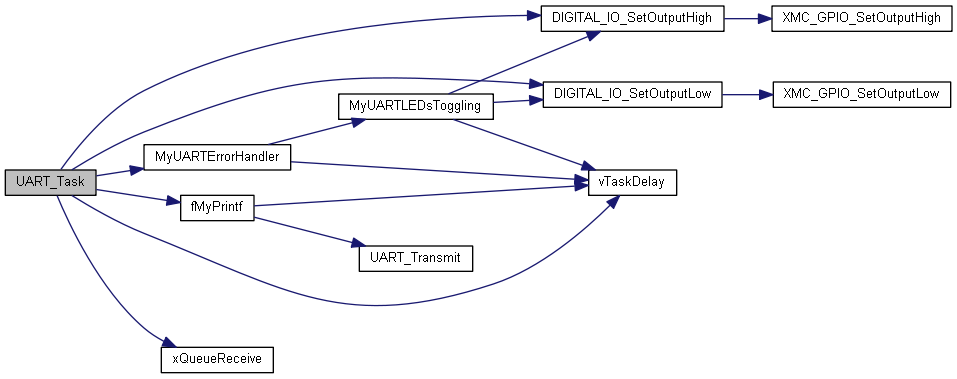 DIGITAL_IO_SetOutputHigh
XMC_GPIO_SetOutputHigh
MyUARTLEDsToggling
DIGITAL_IO_SetOutputLow
XMC_GPIO_SetOutputLow
MyUARTErrorHandler
UART_Task
vTaskDelay
fMyPrintf
UART_Transmit
xQueueReceive